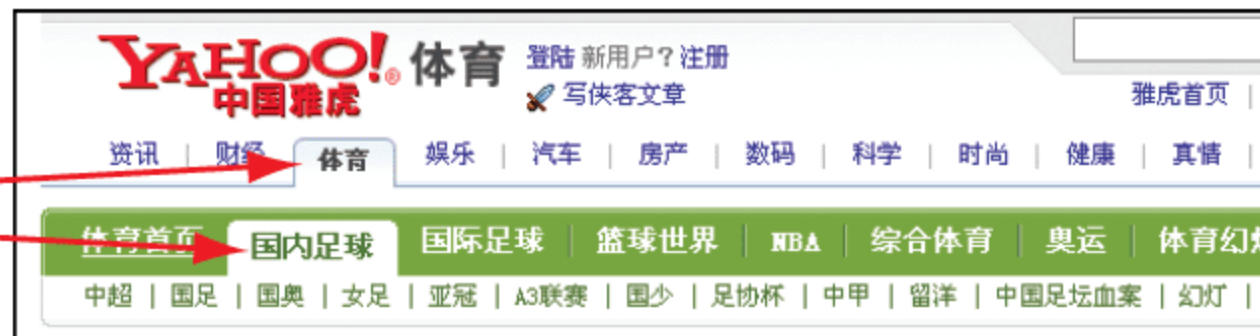 YAHOO!® 体育 登陆 新用户？注册
中国雅虎 写侠客文章 雅虎首页 |
资讯 | 财经 体育 娱乐 | 汽车 | 房产 | 数码 | 科学 | 时尚 | 健康 | 真情 |
体育首页 国内足球 国际足球 | 篮球世界 | NBA | 综合体育 | 奥运 | 体育幻灯
中超 | 国足 | 国奥 | 女足 | 亚冠 | A3联赛 | 国少 | 足协杯 | 中甲 | 留洋 | 中国足坛血案 | 幻灯 |